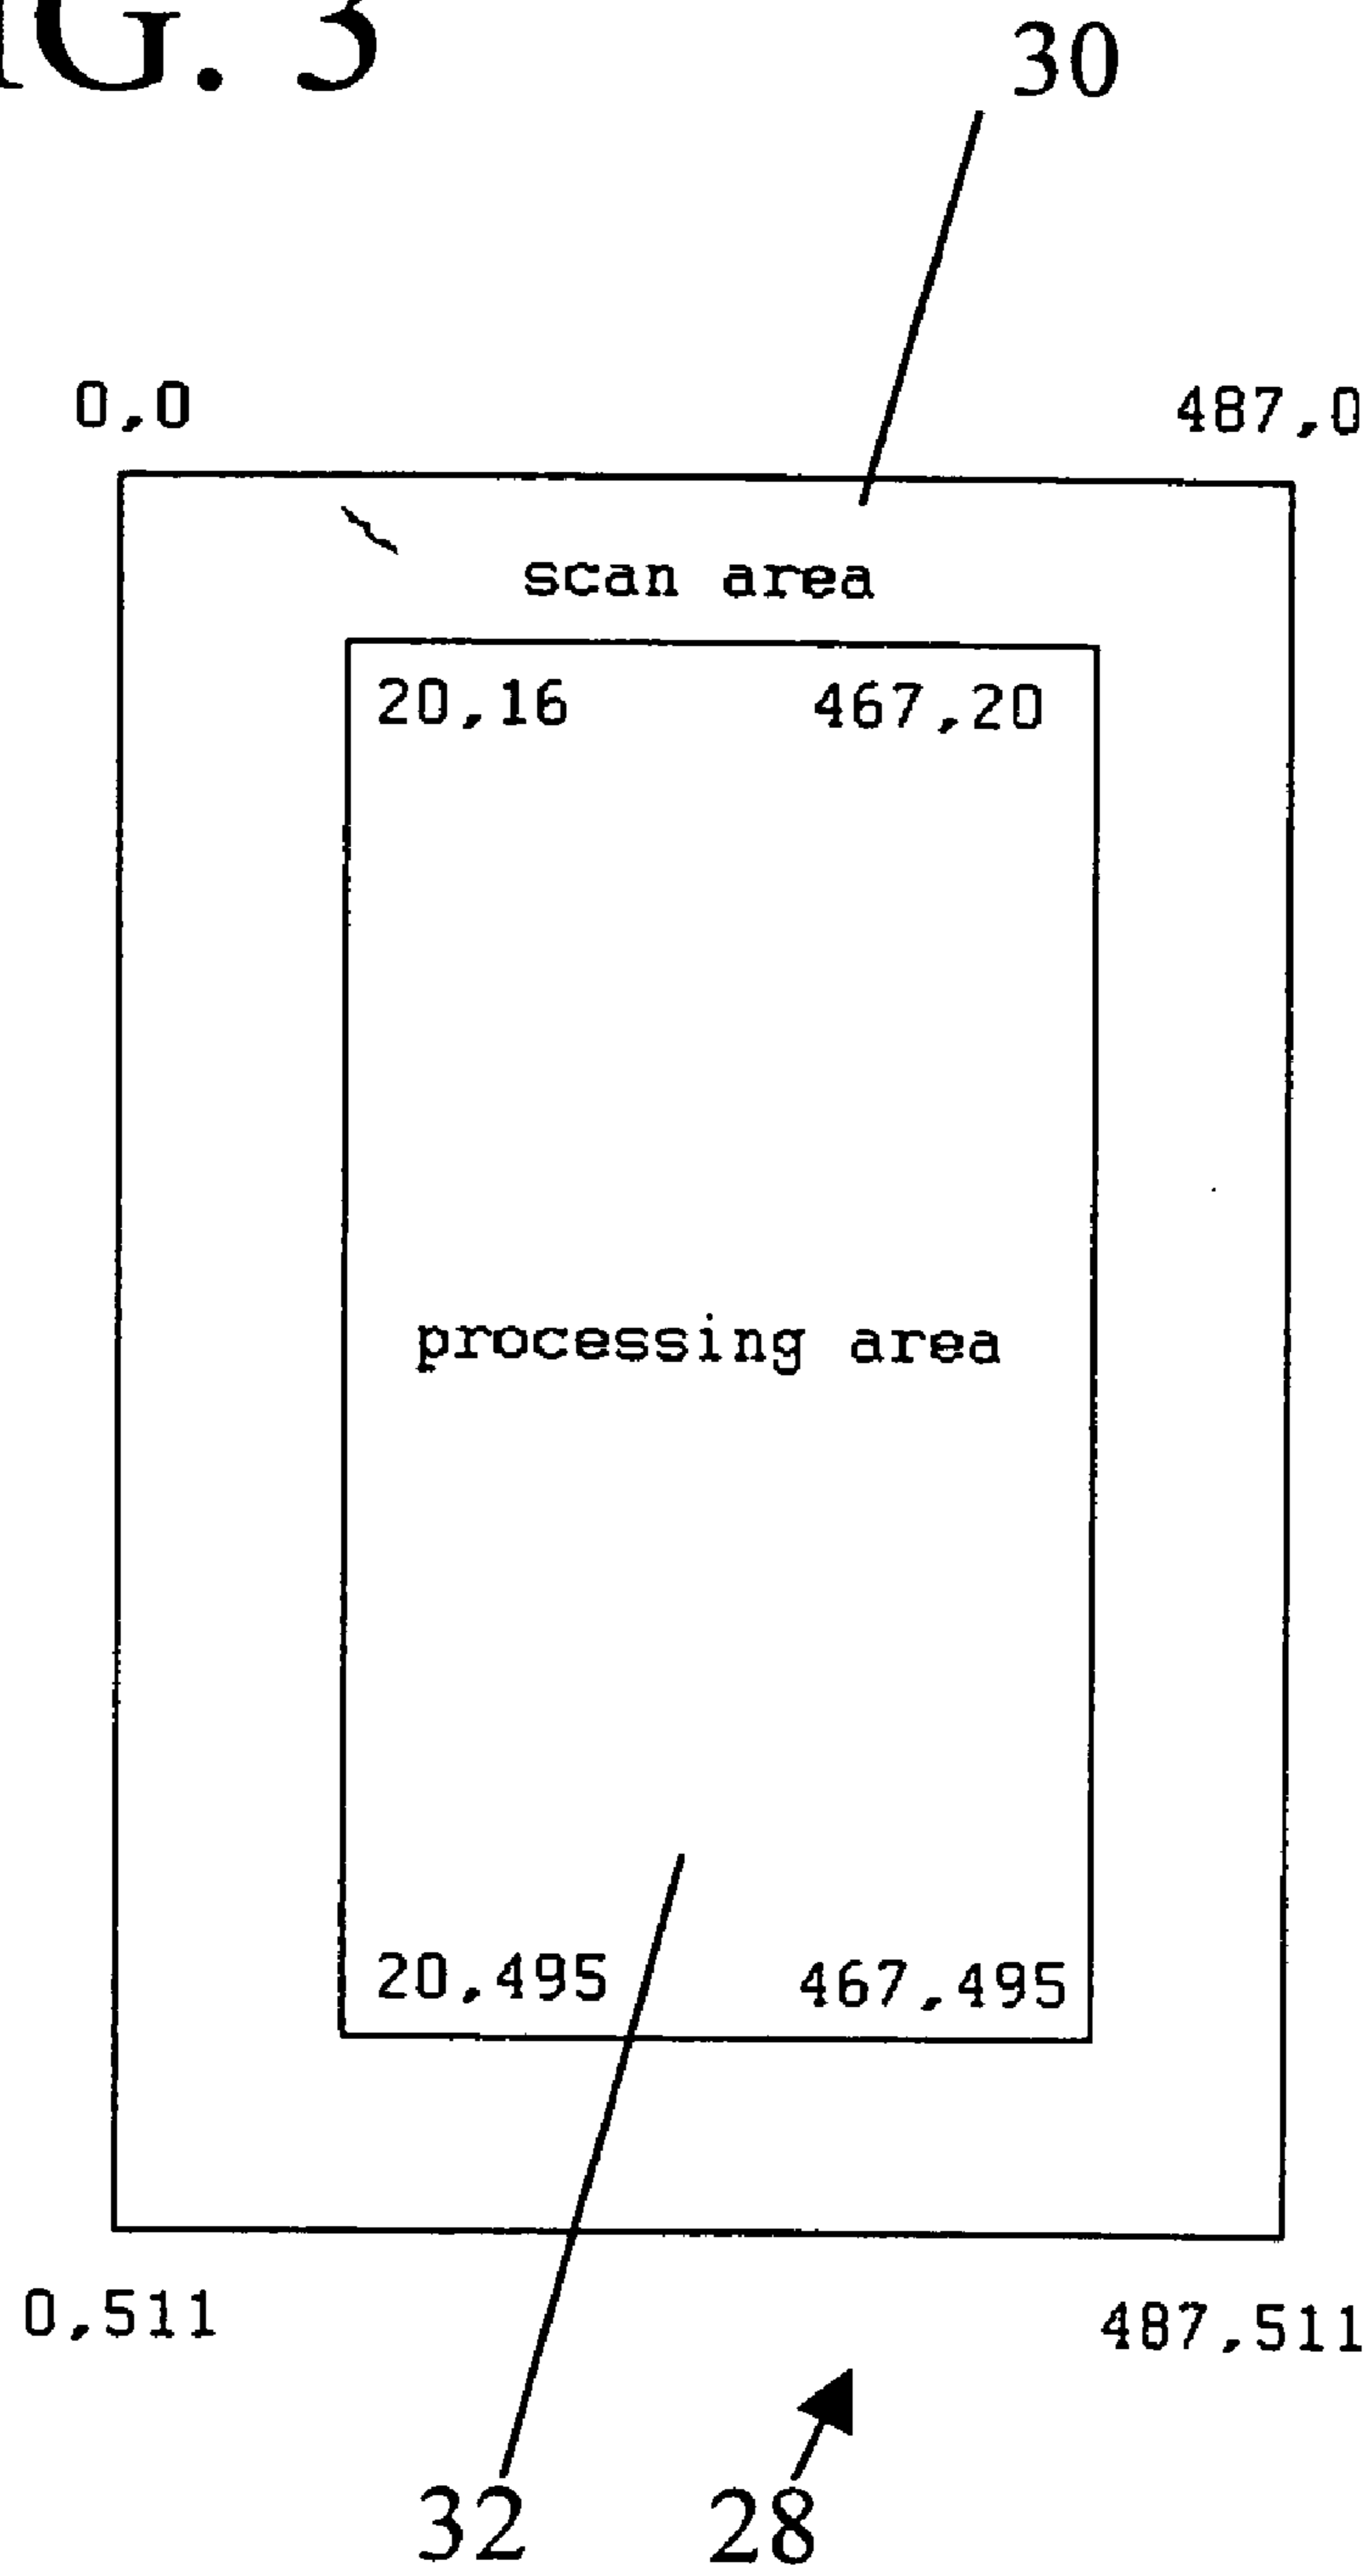 IG. 3
30
0,0 487,0
scan area
20,16 467,20
processing area
20,495 467,495
0,511 487,511
32 28